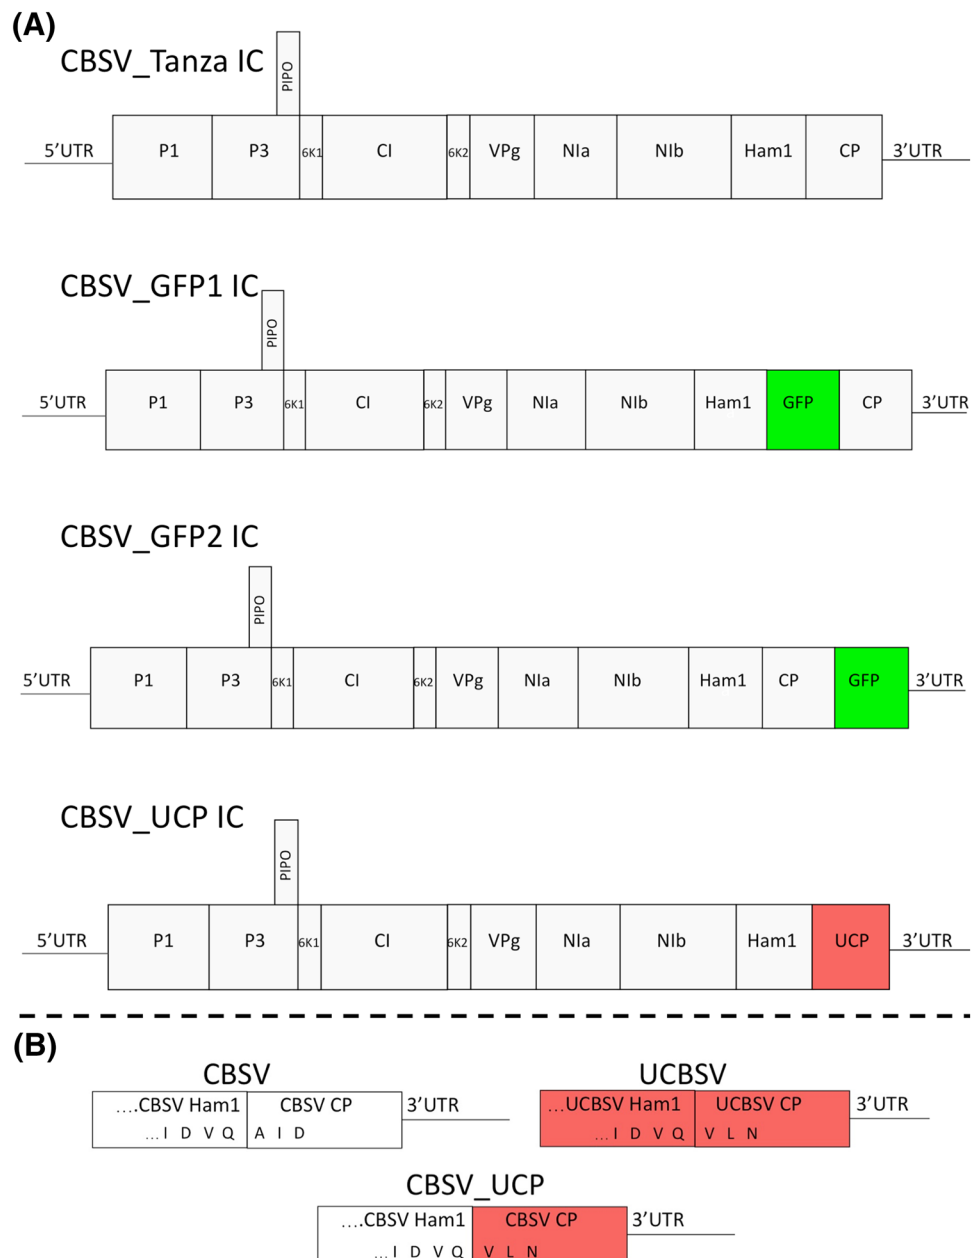 (A)
CBSV_Tanza IC
PIPO
5’UTR P1 P3 6K1 CI 6K2 VPg NIa NIb Ham1 CP 3’UTR
CBSV_GFP1 IC
PIPO
5’UTR P1 P3 6K1 CI 6K2 VPg NIa NIb Ham1 GFP CP 3’UTR
CBSV_GFP2 IC
PIPO
5’UTR P1 P3 6K1 CI 6K2 VPg NIa NIb Ham1 CP GFP 3’UTR
CBSV_UCP IC
PIPO
5’UTR P1 P3 6K1 CI 6K2 VPg NIa NIb Ham1 UCP 3’UTR
(B)
CBSV
....CBSV Ham1 CBSV CP 3’UTR
...I D V Q A I D
UCBSV
...UCBSV Ham1 UCBSV CP 3’UTR
...I D V Q V L N
CBSV_UCP
....CBSV Ham1 CBSV CP 3’UTR
...I D V Q V L N